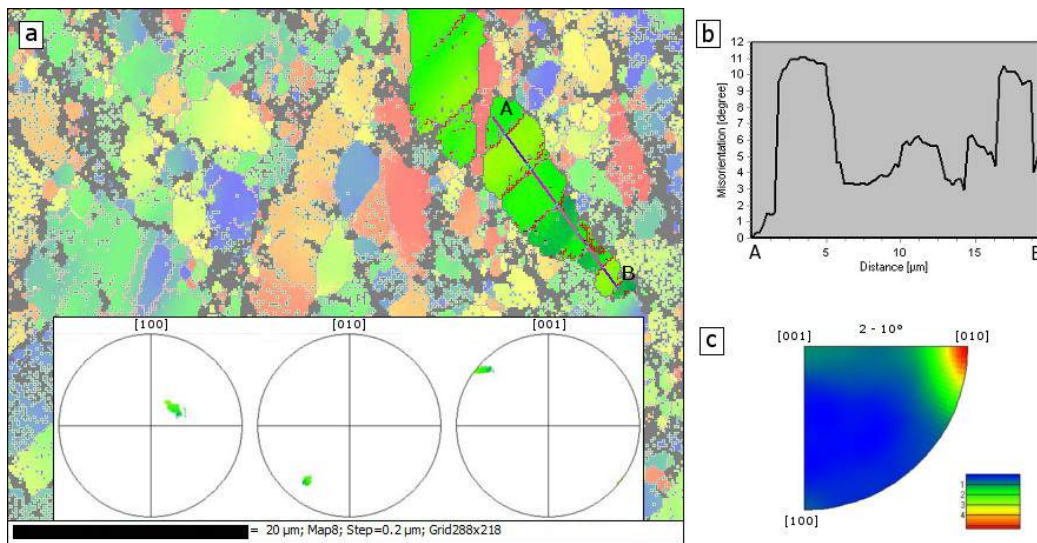 a
A
B
[100] [010] [001]
= 20 µm; Map8; Step=0.2 µm; Grid288x218
b
Misorientation [degree]
12
11
10
9
8
7
6
5
4
3
2
1
0
A 5 10 15 B
Distance [µm]
c
2 - 10°
[001] [010]
[100]
1
2
3
4